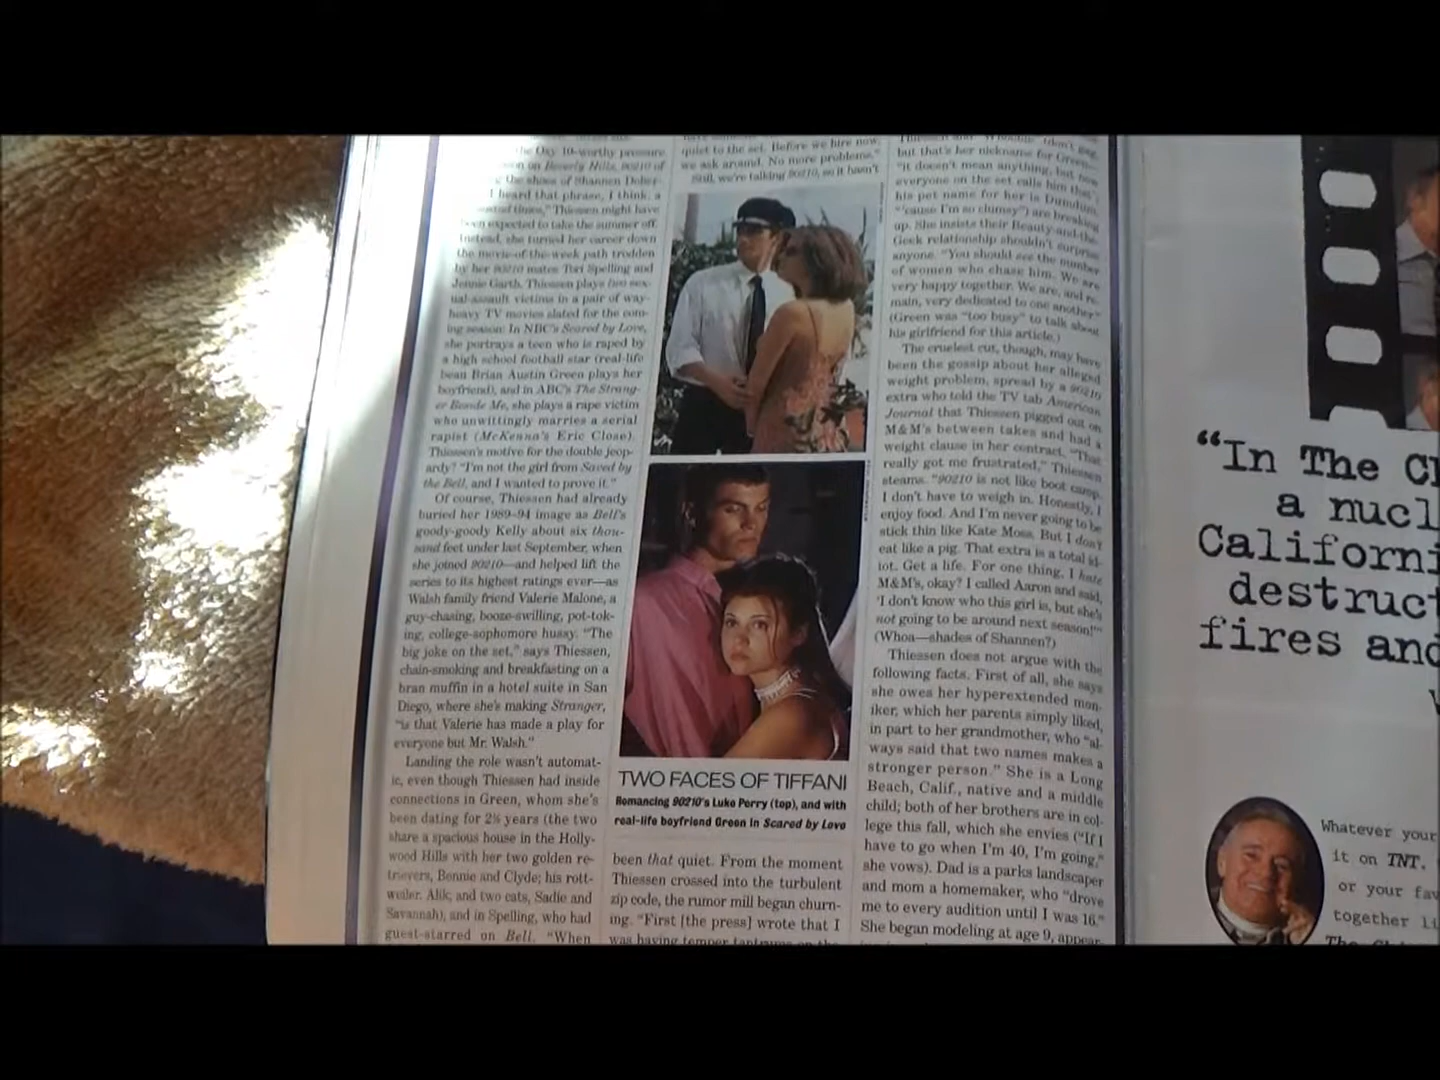 the Oxy 10-worthy pressure
on on Beverly Hills, 90210 of
the shoes of Shannen Doher-
I heard that phrase, I think, a
times," Thiessen might have
been expected to take the summer off.
Instead, she turned her career down
the movie-of-the-week path trodden
by her 90210 mates Tori Spelling and
Jennie Garth. Thiessen plays two sex-
ual-assault victims in a pair of way-
heavy TV movies slated for the com-
ing season: In NBC's Scared by Love,
she portrays a teen who is raped by
a high school football star (real-life
bean Brian Austin Green plays her
boyfriend), and in ABC's The Strang-
er Beside Me, she plays a rape victim
who unwittingly marries a serial
rapist (McKenna's Eric Close).
Thiessen's motive for the double jeop-
ardy? "I'm not the girl from Saved by
the Bell, and I wanted to prove it."
Of course, Thiessen had already
buried her 1989-94 image as Bell's
goody-goody Kelly about six thou-
sand feet under last September, when
she joined 90210—and helped lift the
series to its highest ratings ever—as
Walsh family friend Valerie Malone, a
guy-chasing, booze-swilling, pot-tok-
ing, college-sophomore hussy. "The
big joke on the set," says Thiessen,
chain-smoking and breakfasting on a
bran muffin in a hotel suite in San
Diego, where she's making Stranger,
"is that Valerie has made a play for
everyone but Mr. Walsh."
Landing the role wasn't automat-
ic, even though Thiessen had inside
connections in Green, whom she's
been dating for 2½ years (the two
share a spacious house in the Holly-
wood Hills with her two golden re-
trievers, Bonnie and Clyde; his rott-
weiler, Alik; and two cats, Sadie and
Savannah), and in Spelling, who had
guest-starred on Bell. "When
quiet to the set. Before we hire now,
we ask around. No more problems."
Still, we're talking 90210, so it hasn't
TWO FACES OF TIFFANI
Romancing 90210's Luke Perry (top), and with
real-life boyfriend Green in Scared by Love
been that quiet. From the moment
Thiessen crossed into the turbulent
zip code, the rumor mill began churn-
ing. "First [the press] wrote that I
was having temper tantrums on the
but that's her nickname for Green—
"it doesn't mean anything, but now
everyone on the set calls him that";
his pet name for her is Dumdum,
"'cause I'm so clumsy") are breaking
up. She insists their Beauty-and-the-
Geek relationship shouldn't surprise
anyone. "You should see the number
of women who chase him. We are
very happy together. We are, and re-
main, very dedicated to one another."
(Green was "too busy" to talk about
his girlfriend for this article.)
The cruelest cut, though, may have
been the gossip about her alleged
weight problem, spread by a 90210
extra who told the TV tab American
Journal that Thiessen pigged out on
M&M's between takes and had a
weight clause in her contract. "That
really got me frustrated," Thiessen
steams. "90210 is not like boot camp.
I don't have to weigh in. Honestly, I
enjoy food. And I'm never going to be
stick thin like Kate Moss. But I don't
eat like a pig. That extra is a total id-
iot. Get a life. For one thing, I hate
M&M's, okay? I called Aaron and said,
'I don't know who this girl is, but she's
not going to be around next season!'"
(Whoa—shades of Shannen?)
Thiessen does not argue with the
following facts. First of all, she says
she owes her hyperextended mon-
iker, which her parents simply liked,
in part to her grandmother, who "al-
ways said that two names makes a
stronger person." She is a Long
Beach, Calif., native and a middle
child; both of her brothers are in col-
lege this fall, which she envies ("If I
have to go when I'm 40, I'm going,"
she vows). Dad is a parks landscaper
and mom a homemaker, who "drove
me to every audition until I was 16."
She began modeling at age 9, appear-
"In The Ch
a nucl
Californi
destruct
fires and
Whatever your
it on TNT.
or your fav
together li